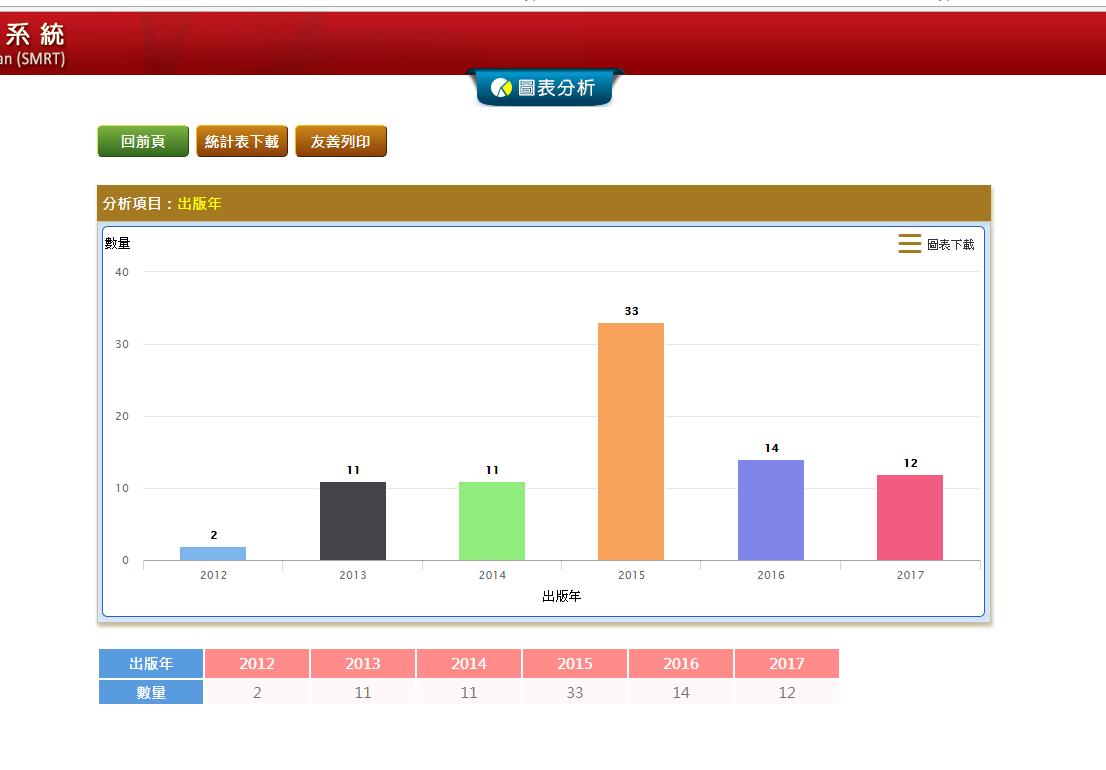 系統
an (SMRT)
圖表分析
回前頁 統計表下載 友善列印
分析項目：出版年
數量 圖表下載
40
30
20
10
0
2 11 11 33 14 12
2012 2013 2014 2015 2016 2017
出版年
出版年 2012 2013 2014 2015 2016 2017
數量 2 11 11 33 14 12